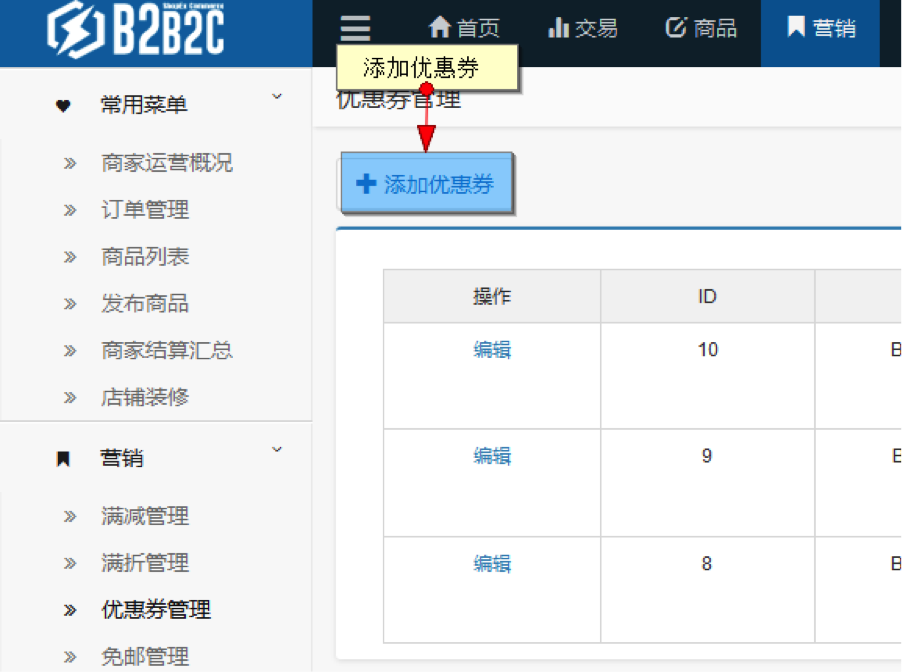 ShopEx Commerce
B2B2C
首页
交易
商品
营销
添加优惠券
优惠券管理
添加优惠券
常用菜单
商家运营概况
订单管理
商品列表
发布商品
商家结算汇总
店铺装修
营销
满减管理
满折管理
优惠券管理
免邮管理
操作 ID
编辑 10 B
编辑 9 B
编辑 8 B